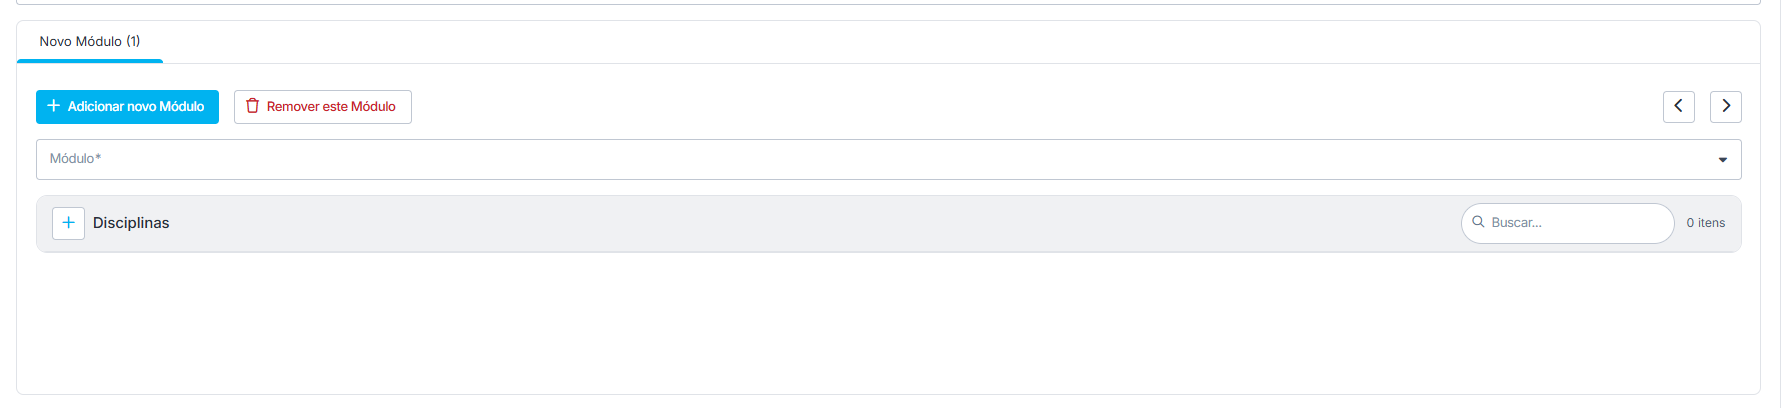 Novo Módulo (1)
Adicionar novo Módulo Remover este Módulo
Módulo*
Disciplinas Buscar... 0 itens